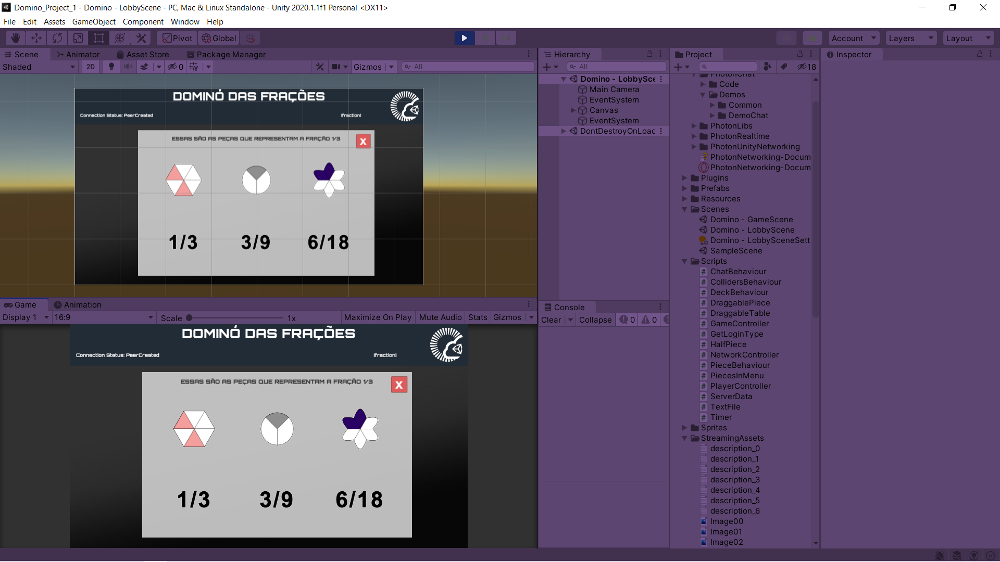 Domino_Project_1 - Domino - LobbyScene - PC, Mac & Linux Standalone - Unity 2020.1.1f1 Personal <DX11>
File Edit Assets GameObject Component Window Help
Pivot Global Account Layers Layout
Scene Animator Asset Store Package Manager
Shaded 2D 0 Gizmos All
DOMINÓ DAS FRAÇÕES
Connection Status: PeerCreated [fraction]
ESSAS SÃO AS PEÇAS QUE REPRESENTAM A FRAÇÃO 1/3 X
1/3 3/9 6/18
Game Animation
Display 1 16:9 Scale 1x Maximize On Play Mute Audio Stats Gizmos
DOMINÓ DAS FRAÇÕES
Connection Status: PeerCreated [fraction]
ESSAS SÃO AS PEÇAS QUE REPRESENTAM A FRAÇÃO 1/3 X
1/3 3/9 6/18
Hierarchy
All
Domino - LobbySce
Main Camera
EventSystem
Canvas
EventSystem
DontDestroyOnLoad
Console
Clear Collapse 0 0
Project
18
PhotonChat
Code
Demos
Common
DemoChat
PhotonLibs
PhotonRealtime
PhotonUnityNetworking
PhotonNetworking-Docum
PhotonNetworking-Docum
Plugins
Prefabs
Resources
Scenes
Domino - GameScene
Domino - LobbyScene
Domino - LobbySceneSett
SampleScene
Scripts
ChatBehaviour
CollidersBehaviour
DeckBehaviour
DraggablePiece
DraggableTable
GameController
GetLoginType
HalfPiece
NetworkController
PieceBehaviour
PiecesInMenu
PlayerController
ServerData
TextFile
Timer
Sprites
StreamingAssets
description_0
description_1
description_2
description_3
description_4
description_5
description_6
Image00
Image01
Image02
Inspector